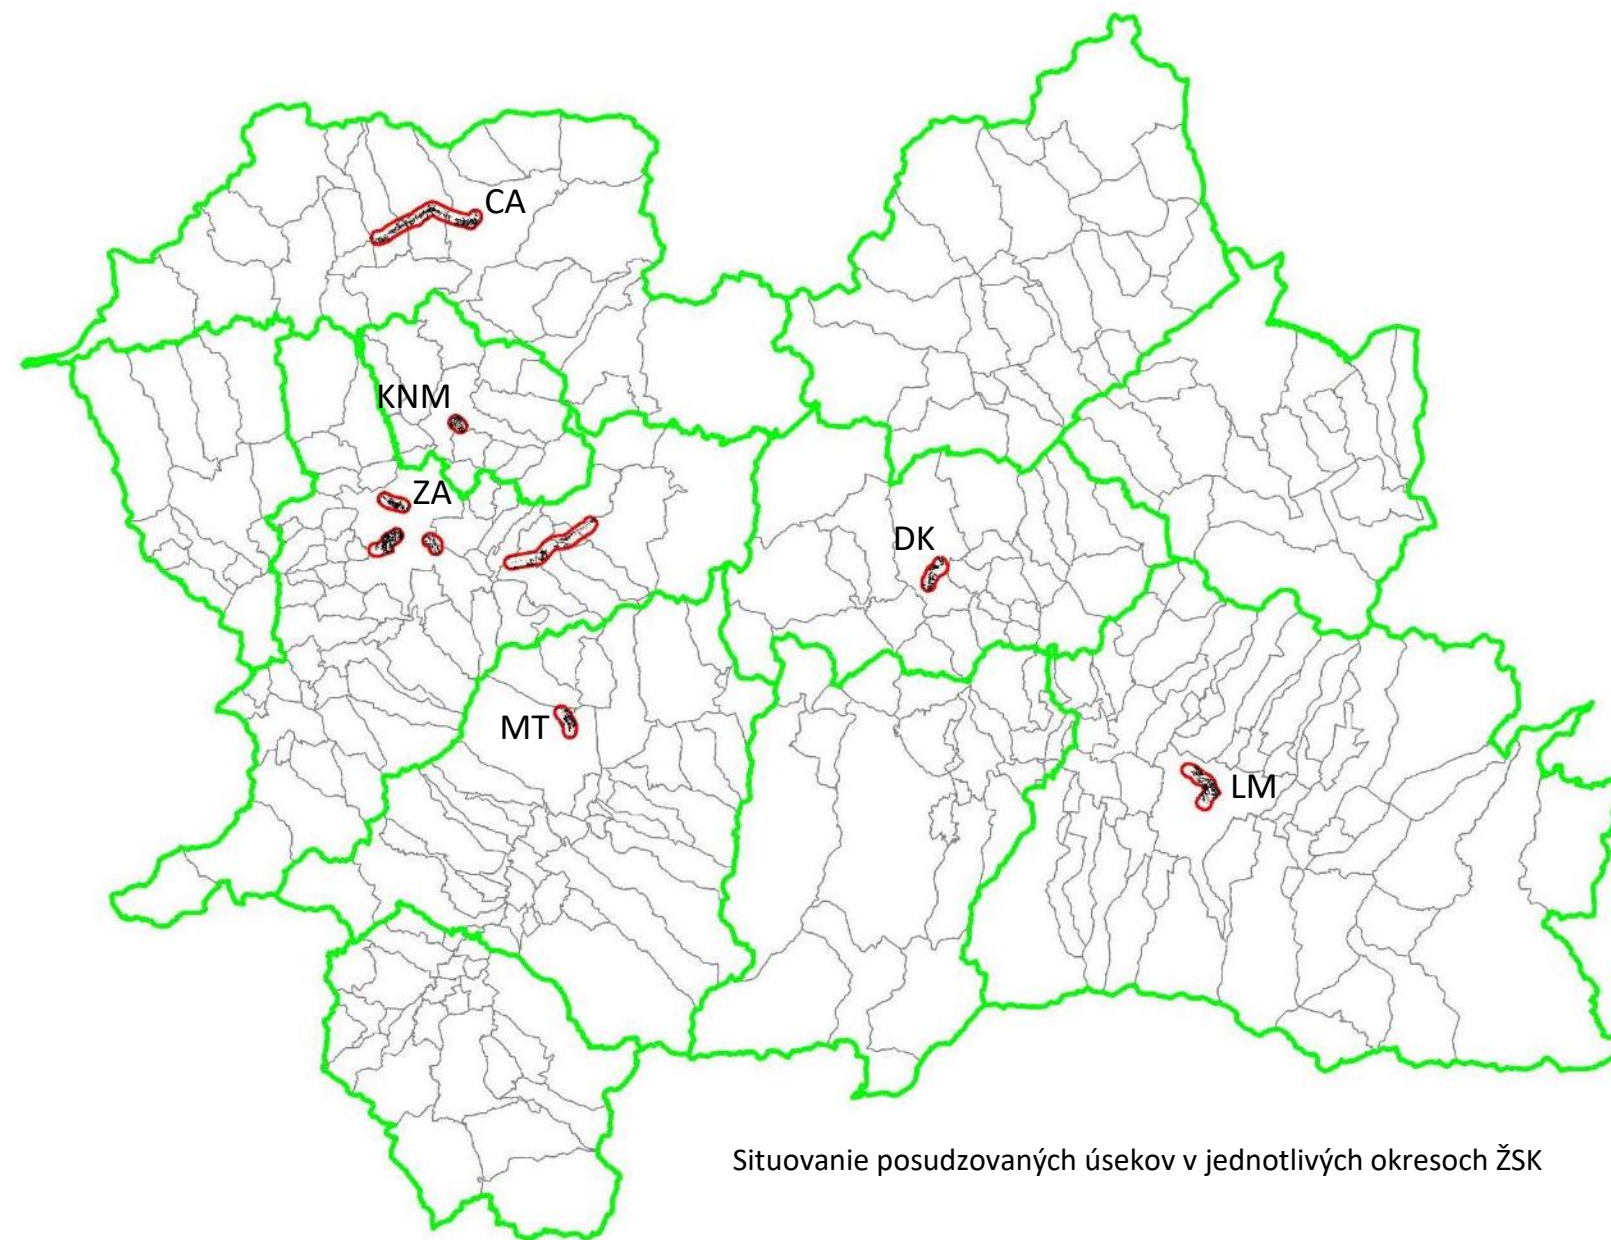 CA
KNM
ZA
DK
MT
LM
Situovanie posudzovaných úsekov v jednotlivých okresoch ŽSK